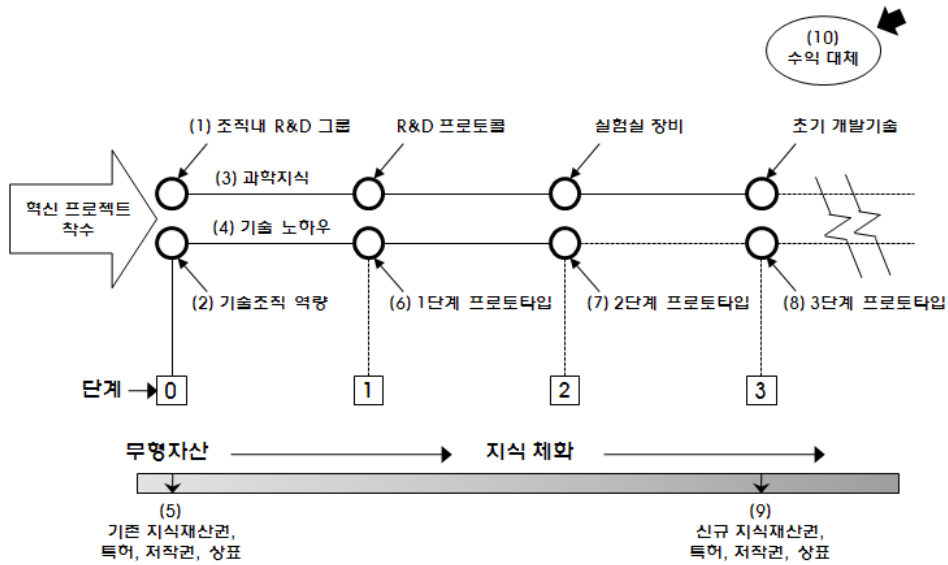 (10)
수익 대체
(1) 조직내 R&D 그룹
R&D 프로토콜
실험실 장비
초기 개발기술
(3) 과학지식
혁신 프로젝트
착수
(4) 기술 노하우
(2) 기술조직 역량
(6) 1단계 프로토타입
(7) 2단계 프로토타입
(8) 3단계 프로토타입
단계
0
1
2
3
무형자산
지식 체화
(5)
기존 지식재산권,
특허, 저작권, 상표
(9)
신규 지식재산권,
특허, 저작권, 상표